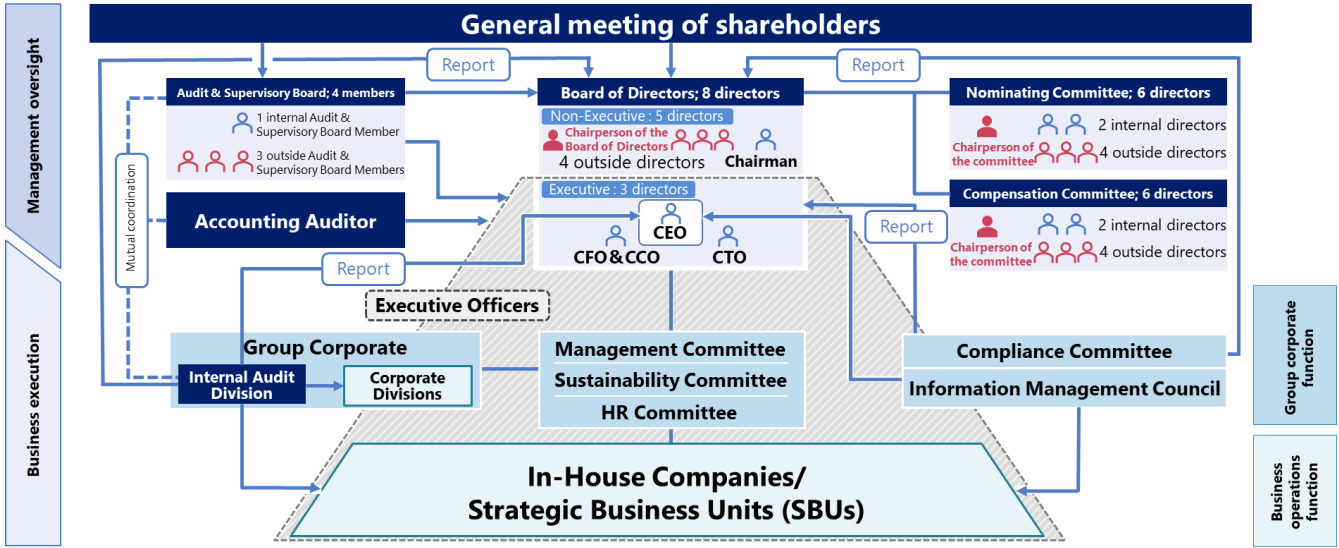 General meeting of shareholders
Management oversight
Business execution
Report
Report
Audit & Supervisory Board; 4 members
1 internal Audit &
Supervisory Board Member
3 outside Audit &
Supervisory Board Members
Board of Directors; 8 directors
Non-Executive : 5 directors
Chairperson of the
Board of Directors
4 outside directors
Chairman
Executive : 3 directors
CEO
CFO & CCO
CTO
Nominating Committee; 6 directors
2 internal directors
Chairperson of
the committee
4 outside directors
Compensation Committee; 6 directors
2 internal directors
Chairperson of
the committee
4 outside directors
Mutual coordination
Accounting Auditor
Report
Report
Executive Officers
Group Corporate
Internal Audit
Division
Corporate
Divisions
Management Committee
Sustainability Committee
HR Committee
Compliance Committee
Information Management Council
In-House Companies/
Strategic Business Units (SBUs)
Group corporate
function
Business
operations
function